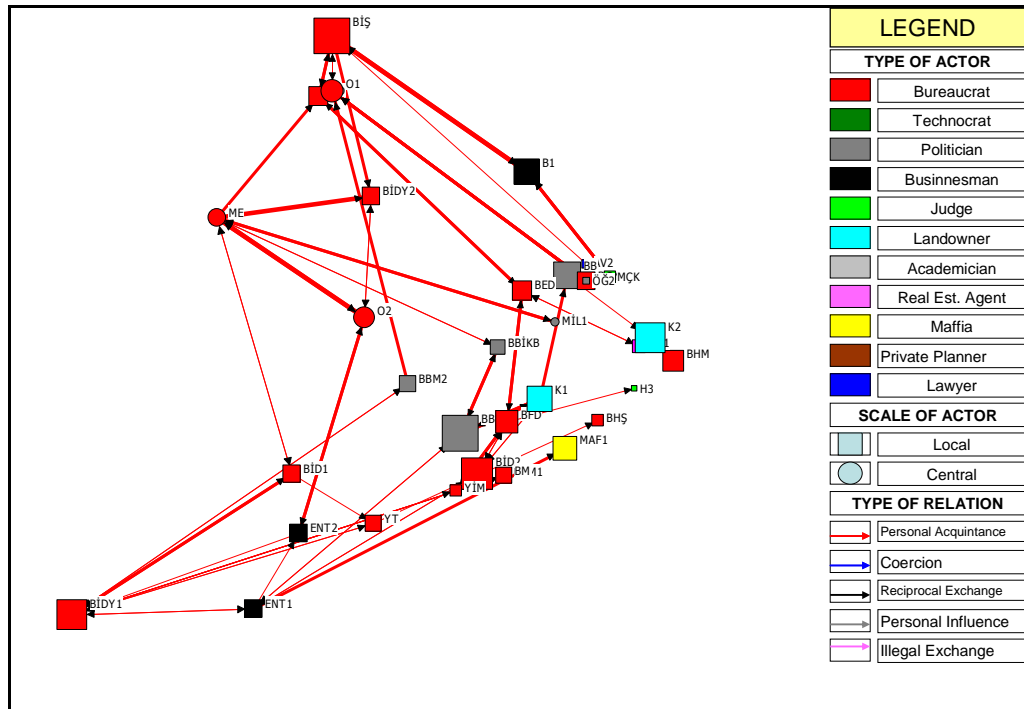 BİŞ
O1
B1
BİDY2
ME
V2
BB
MÇK
ÖG2
BED
O2
MİL1
K2
1
BBİKB
BHM
BBM2
K1
H3
BB
BFD
BHŞ
MAF1
BİD2
BİD1
BM
M1
YİM
YT
ENT2
BİDY1
ENT1
LEGEND
TYPE OF ACTOR
Bureaucrat
Technocrat
Politician
Businnesman
Judge
Landowner
Academician
Real Est. Agent
Maffia
Private Planner
Lawyer
SCALE OF ACTOR
Local
Central
TYPE OF RELATION
Personal Acquintance
Coercion
Reciprocal Exchange
Personal Influence
Illegal Exchange